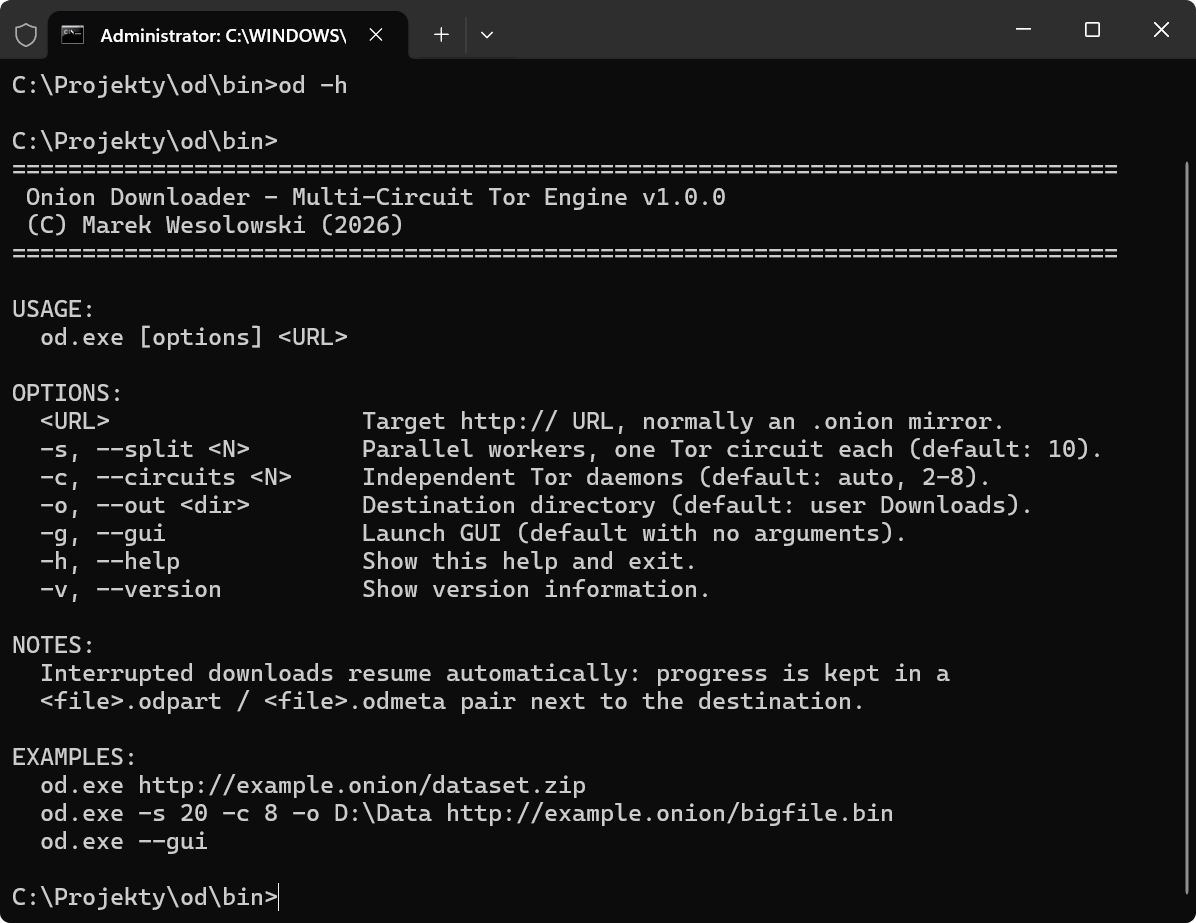 Administrator: C:\WINDOWS\
C:\Projekty\od\bin>od -h
C:\Projekty\od\bin>
===============================================================================
Onion Downloader - Multi-Circuit Tor Engine v1.0.0
(C) Marek Wesolowski (2026)
===============================================================================
USAGE:
od.exe [options] <URL>
OPTIONS:
<URL> Target http:// URL, normally an .onion mirror.
-s, --split <N> Parallel workers, one Tor circuit each (default: 10).
-c, --circuits <N> Independent Tor daemons (default: auto, 2-8).
-o, --out <dir> Destination directory (default: user Downloads).
-g, --gui Launch GUI (default with no arguments).
-h, --help Show this help and exit.
-v, --version Show version information.
NOTES:
Interrupted downloads resume automatically: progress is kept in a
<file>.odpart / <file>.odmeta pair next to the destination.
EXAMPLES:
od.exe http://example.onion/dataset.zip
od.exe -s 20 -c 8 -o D:\Data http://example.onion/bigfile.bin
od.exe --gui
C:\Projekty\od\bin>